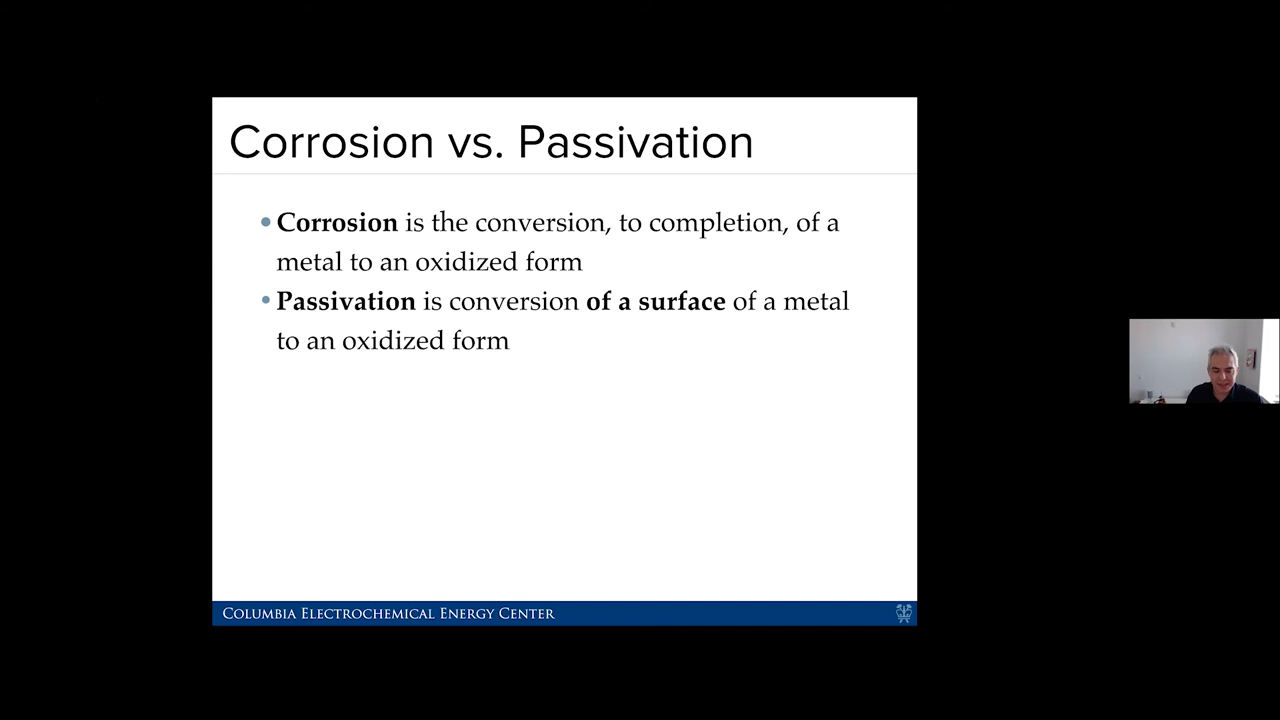 Corrosion vs. Passivation
• Corrosion is the conversion, to completion, of a
metal to an oxidized form
• Passivation is conversion of a surface of a metal
to an oxidized form
COLUMBIA ELECTROCHEMICAL ENERGY CENTER